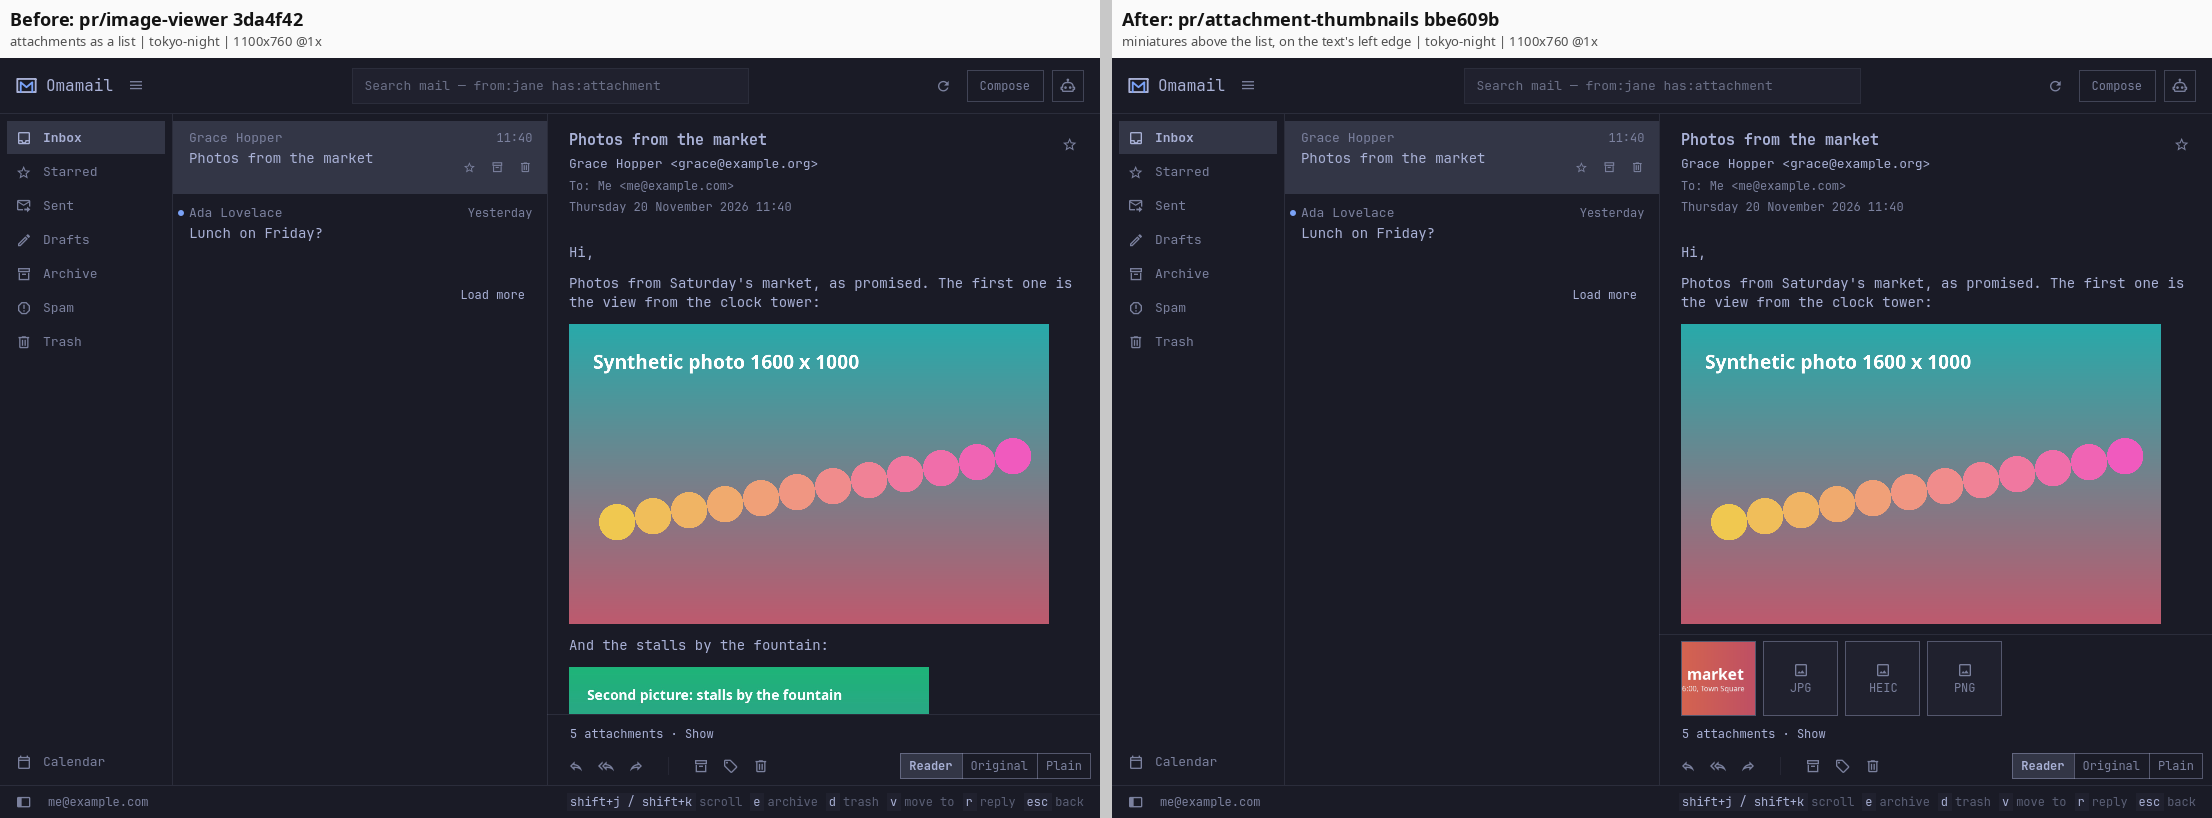 Before: pr/image-viewer 3da4f42
attachments as a list | tokyo-night | 1100x760 @1x
Omamail
Search mail — from:jane has:attachment
Compose
Inbox
Starred
Sent
Drafts
Archive
Spam
Trash
Calendar
Grace Hopper 11:40
Photos from the market
Ada Lovelace Yesterday
Lunch on Friday?
Load more
Photos from the market
Grace Hopper <grace@example.org>
To: Me <me@example.com>
Thursday 20 November 2026 11:40
Hi,
Photos from Saturday's market, as promised. The first one is
the view from the clock tower:
Synthetic photo 1600 x 1000
And the stalls by the fountain:
Second picture: stalls by the fountain
5 attachments · Show
Reader Original Plain
me@example.com
shift+j / shift+k scroll e archive d trash v move to r reply esc back
After: pr/attachment-thumbnails bbe609b
miniatures above the list, on the text's left edge | tokyo-night | 1100x760 @1x
Omamail
Search mail — from:jane has:attachment
Compose
Inbox
Starred
Sent
Drafts
Archive
Spam
Trash
Calendar
Grace Hopper 11:40
Photos from the market
Ada Lovelace Yesterday
Lunch on Friday?
Load more
Photos from the market
Grace Hopper <grace@example.org>
To: Me <me@example.com>
Thursday 20 November 2026 11:40
Hi,
Photos from Saturday's market, as promised. The first one is
the view from the clock tower:
Synthetic photo 1600 x 1000
market
6:00, Town Square
JPG
HEIC
PNG
5 attachments · Show
Reader Original Plain
me@example.com
shift+j / shift+k scroll e archive d trash v move to r reply esc back